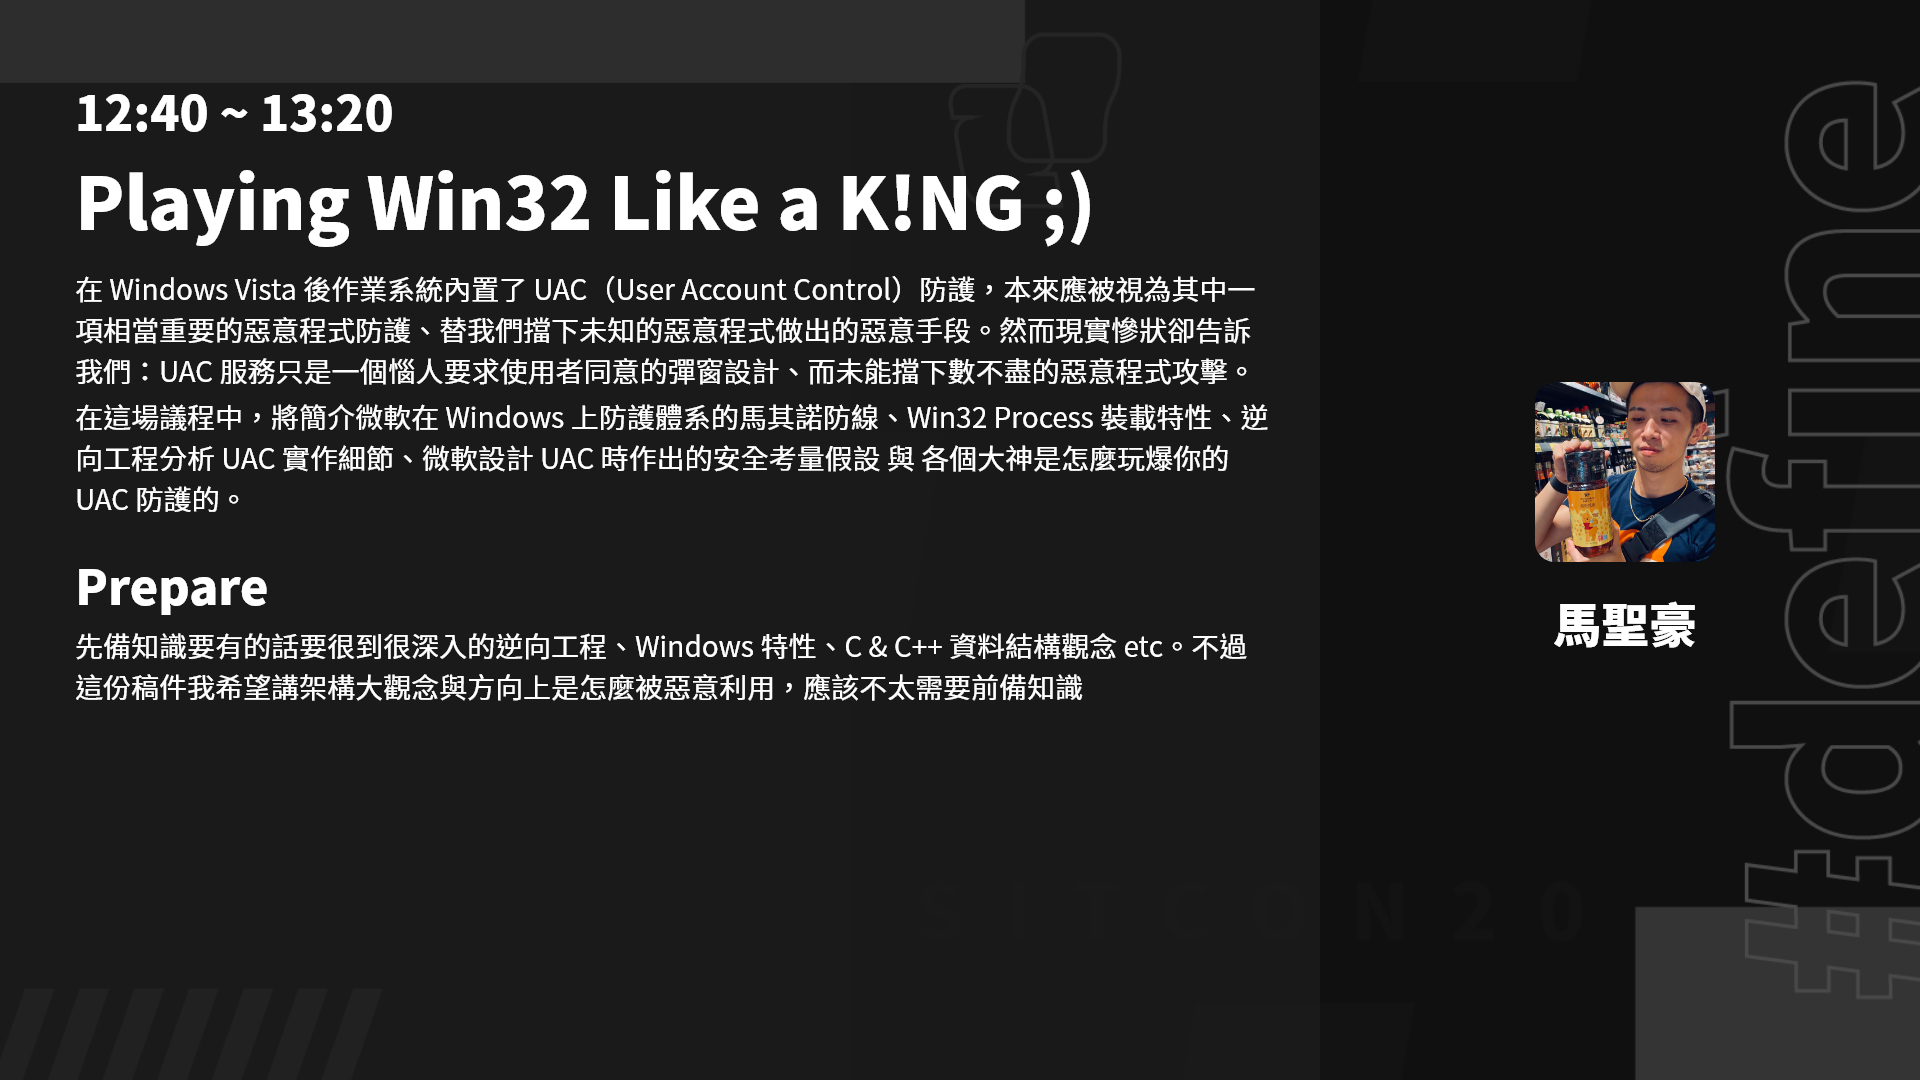 12:40 ~ 13:20
Playing Win32 Like a K!NG ;)
在 Windows Vista 後作業系統內置了 UAC（User Account Control）防護，本來應被視為其中一
項相當重要的惡意程式防護、替我們擋下未知的惡意程式做出的惡意手段。然而現實慘狀卻告訴
我們：UAC 服務只是一個惱人要求使用者同意的彈窗設計、而未能擋下數不盡的惡意程式攻擊。
在這場議程中，將簡介微軟在 Windows 上防護體系的馬其諾防線、Win32 Process 裝載特性、逆
向工程分析 UAC 實作細節、微軟設計 UAC 時作出的安全考量假設 與 各個大神是怎麼玩爆你的
UAC 防護的。
Prepare
先備知識要有的話要很到很深入的逆向工程、Windows 特性、C & C++ 資料結構觀念 etc。不過
這份稿件我希望講架構大觀念與方向上是怎麼被惡意利用，應該不太需要前備知識
馬聖豪
#define
SITCON20